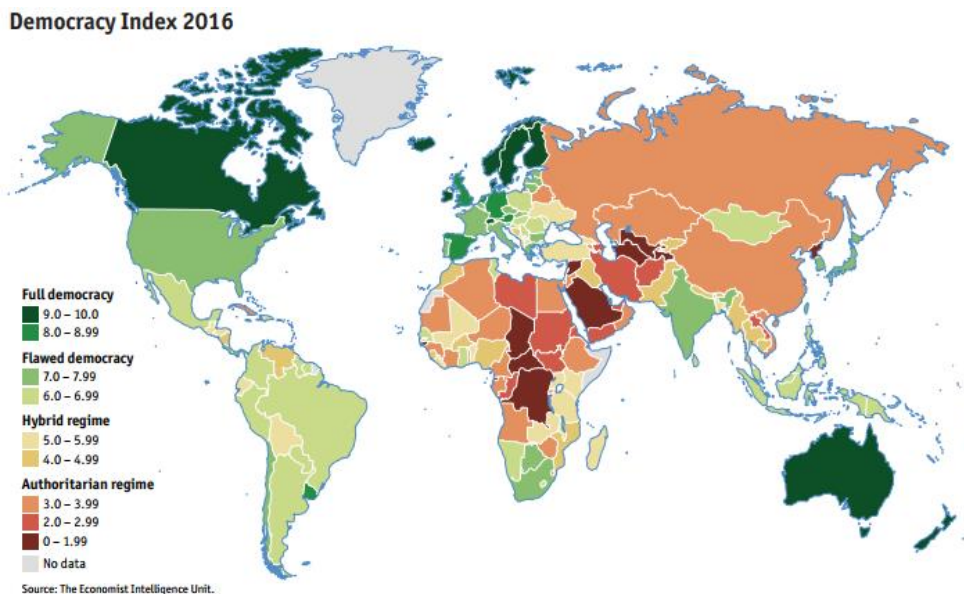 Democracy Index 2016
Full democracy
9.0 – 10.0
8.0 – 8.99
Flawed democracy
7.0 – 7.99
6.0 – 6.99
Hybrid regime
5.0 – 5.99
4.0 – 4.99
Authoritarian regime
3.0 – 3.99
2.0 – 2.99
0 – 1.99
No data
Source: The Economist Intelligence Unit.